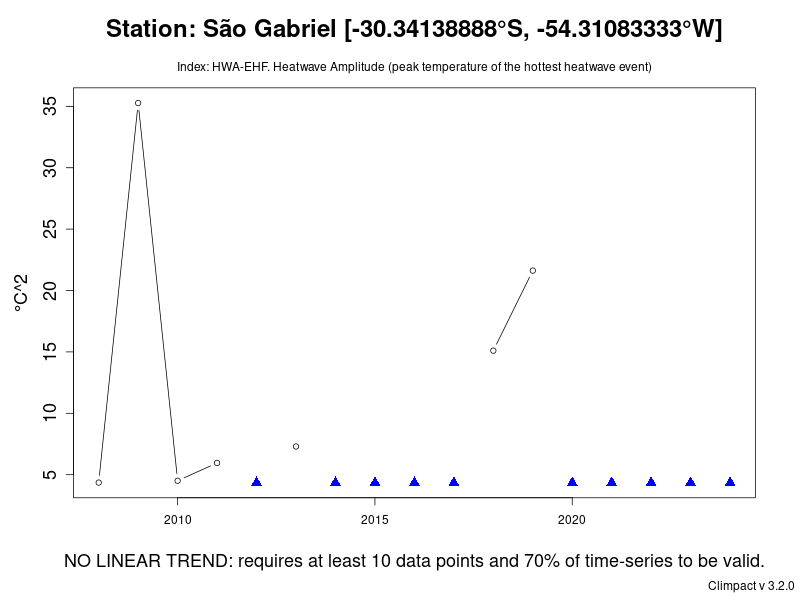 Station: São Gabriel [-30.34138888°S, -54.31083333°W]
Index: HWA-EHF. Heatwave Amplitude (peak temperature of the hottest heatwave event)
35
30
25
20
15
10
5
°C^2
2010 2015 2020
NO LINEAR TREND: requires at least 10 data points and 70% of time-series to be valid.
Climpact v 3.2.0